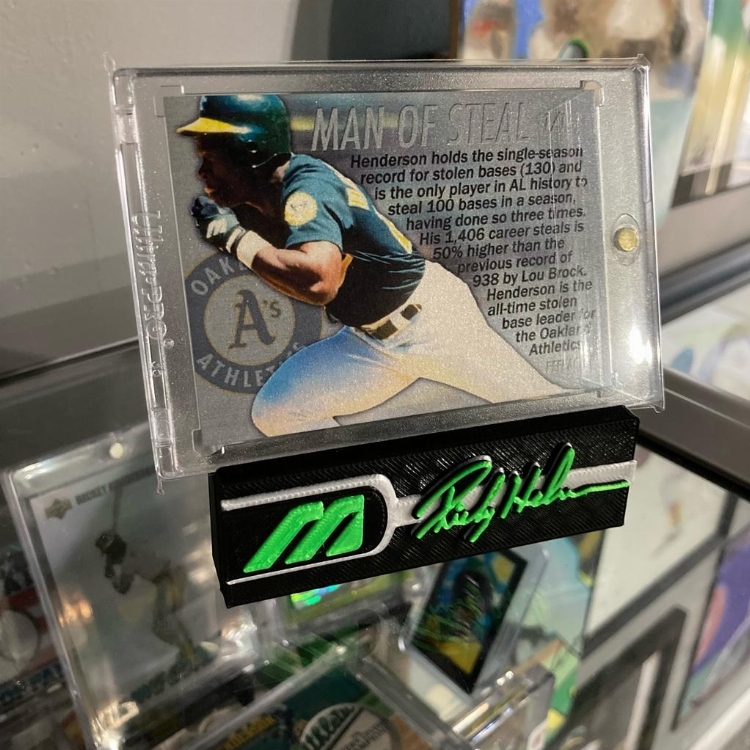 MAN OF STEAL
Henderson holds the single-season
record for stolen bases (130) and
is the only player in AL history to
steal 100 bases in a season,
having done so three times.
His 1,406 career steals is
50% higher than the
previous record of
938 by Lou Brock.
Henderson is the
all-time stolen
base leader for
the Oakland
Athletics.
A's
ATHLETICS
ULTRA PRO
Ricky Henderson